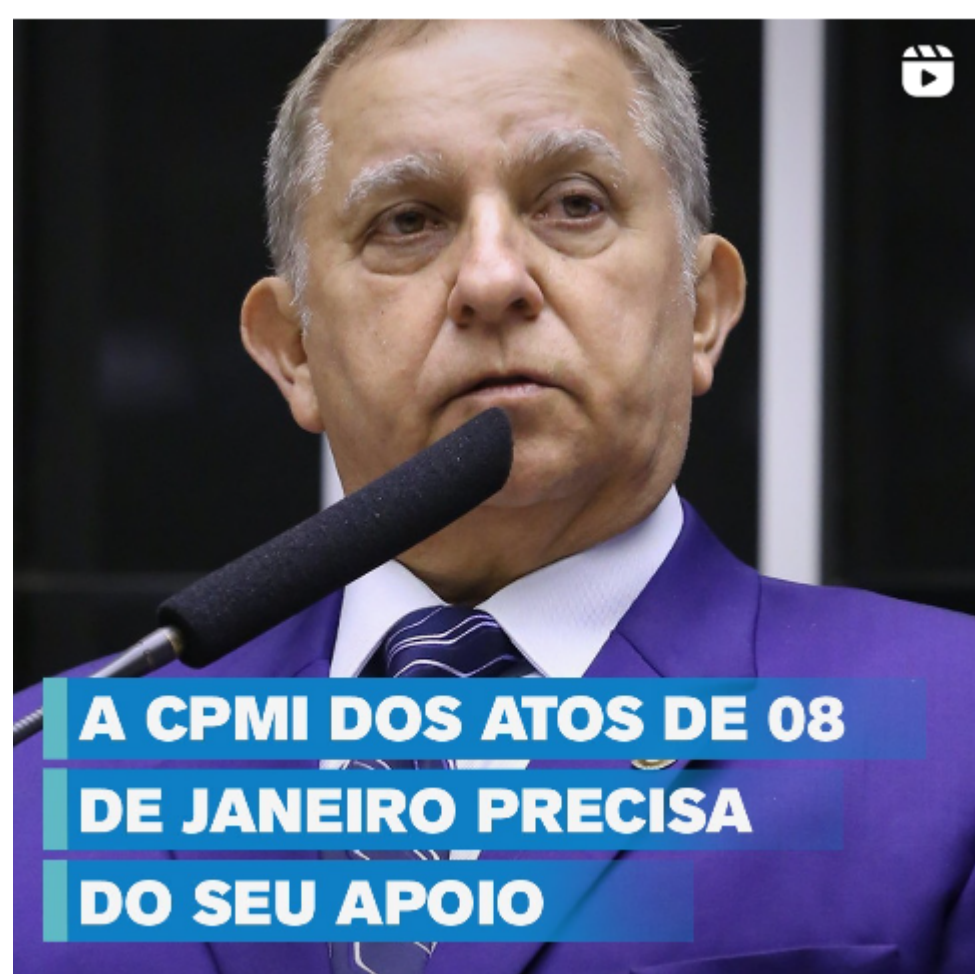 A CPMI DOS ATOS DE 08
DE JANEIRO PRECISA
DO SEU APOIO